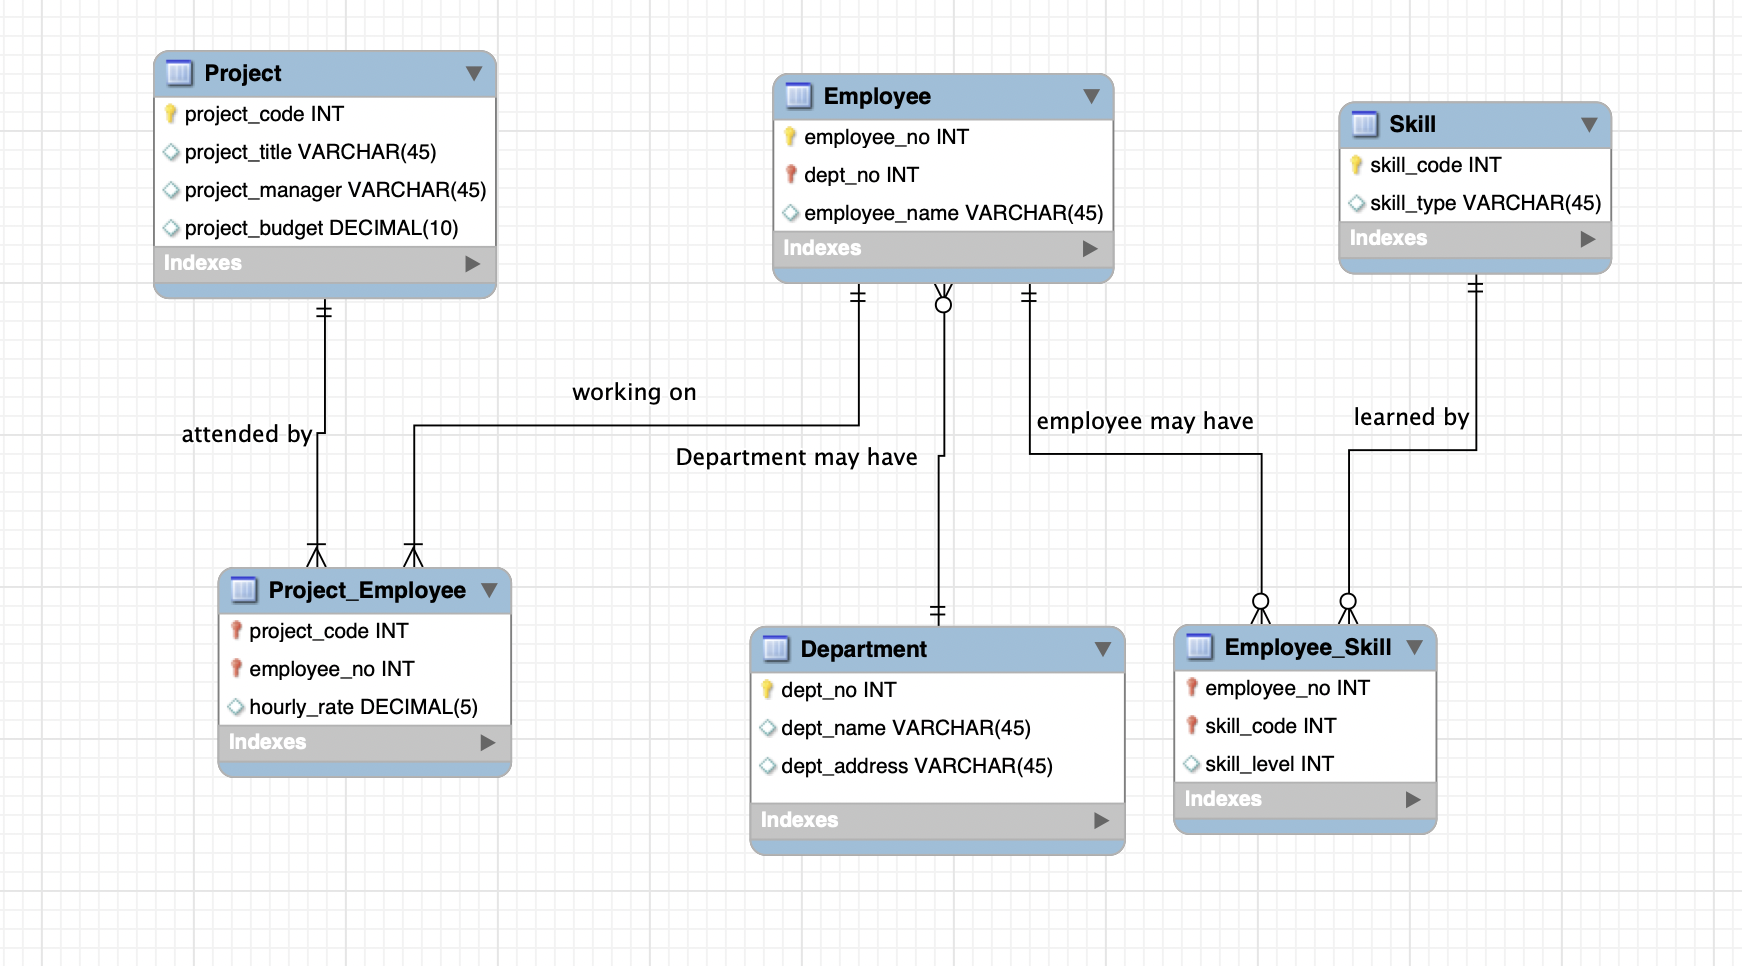 Project
project_code INT
project_title VARCHAR(45)
project_manager VARCHAR(45)
project_budget DECIMAL(10)
Indexes
Employee
employee_no INT
dept_no INT
employee_name VARCHAR(45)
Indexes
Skill
skill_code INT
skill_type VARCHAR(45)
Indexes
attended by
working on
Department may have
employee may have
learned by
Project_Employee
project_code INT
employee_no INT
hourly_rate DECIMAL(5)
Indexes
Department
dept_no INT
dept_name VARCHAR(45)
dept_address VARCHAR(45)
Indexes
Employee_Skill
employee_no INT
skill_code INT
skill_level INT
Indexes